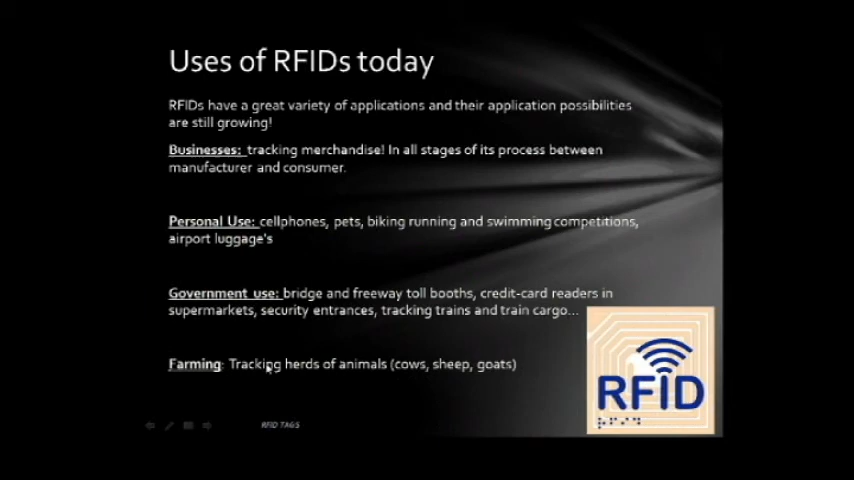 Uses of RFIDs today
RFIDs have a great variety of applications and their application possibilities
are still growing!
Businesses: tracking merchandise! In all stages of its process between
manufacturer and consumer.
Personal Use: cellphones, pets, biking running and swimming competitions,
airport luggage's
Government use: bridge and freeway toll booths, credit-card readers in
supermarkets, security entrances, tracking trains and train cargo...
Farming: Tracking herds of animals (cows, sheep, goats)
RFID
RFID TAGS